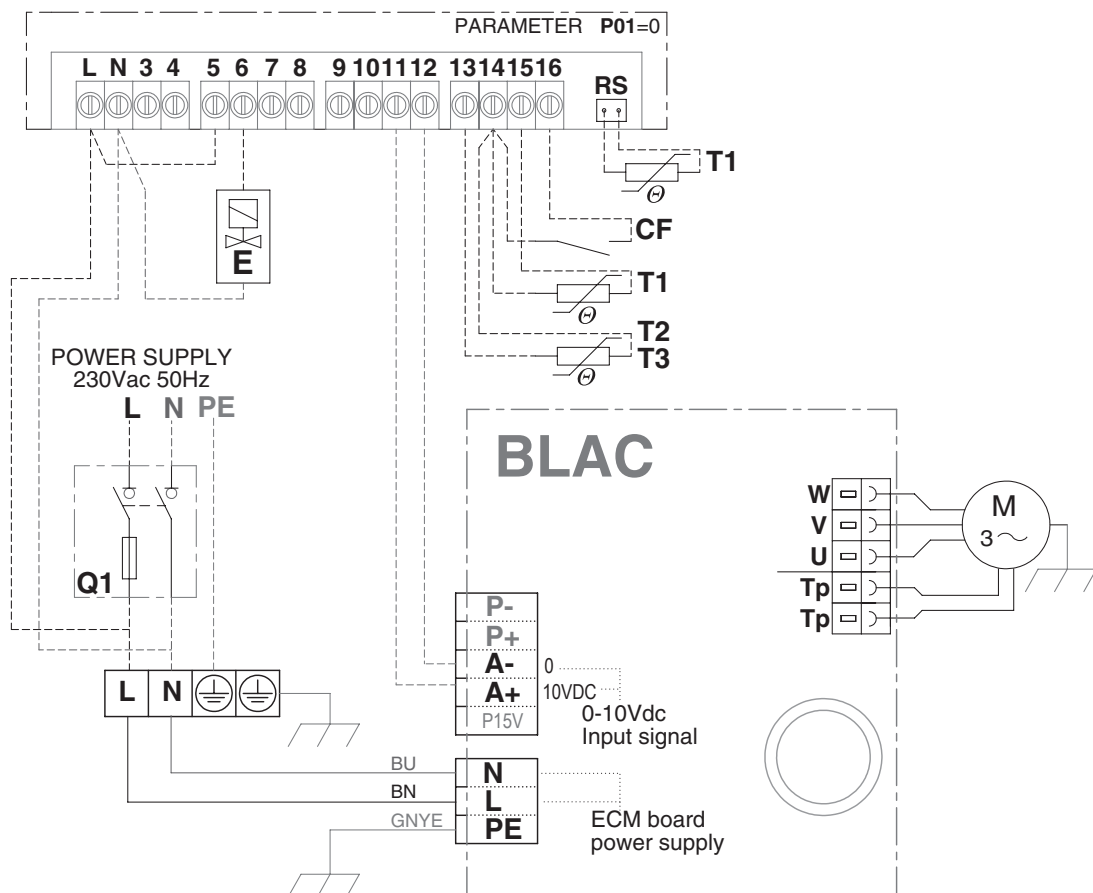 PARAMETER P01=0
L N 3 4 5 6 7 8 9 10 11 12 13 14 15 16
RS
T1
CF
E
T1
T2
T3
Θ
Θ
Θ
POWER SUPPLY
230Vac 50Hz
L N PE
Q1
BLAC
W
V
U
Tp
Tp
M
3
P-
P+
A- 0
A+ 10VDC
P15V
0-10Vdc
Input signal
L N
BU N
BN L
GNYE PE
ECM board
power supply